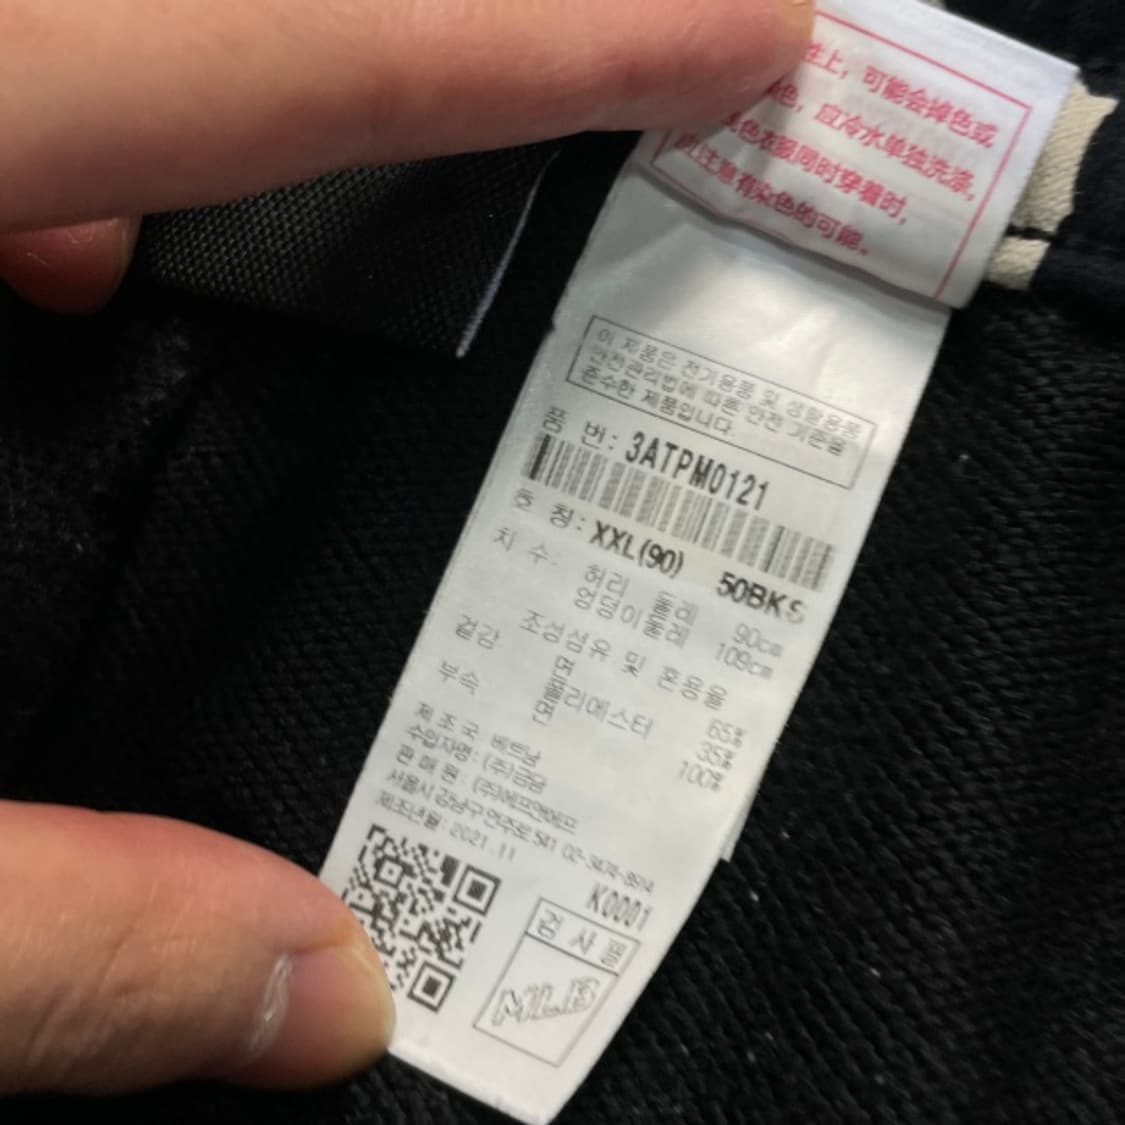 性上，可能会掉色或
色，应冷水单独洗涤，
色衣服同时穿着时，
注意有染色的可能。
이 제품은 전기용품 및 생활용품
안전관리법에 따른 안전 기준을
준수한 제품입니다.
품 번: 3ATPM0121
호 칭: XXL(90) 50BKS
치 수: 허리 둘레 90cm
엉덩이둘레 109cm
조성섬유 및 혼용율
겉감 면 65%
폴리에스터 35%
부속 면 100%
제 조 국 베트남
수입자명: (주)
판 매 원: (주)에프앤에프
서울시 강남구 언주로 541 02-3474-
제조년월: 2021.11
K0001
검 사 필
MLB